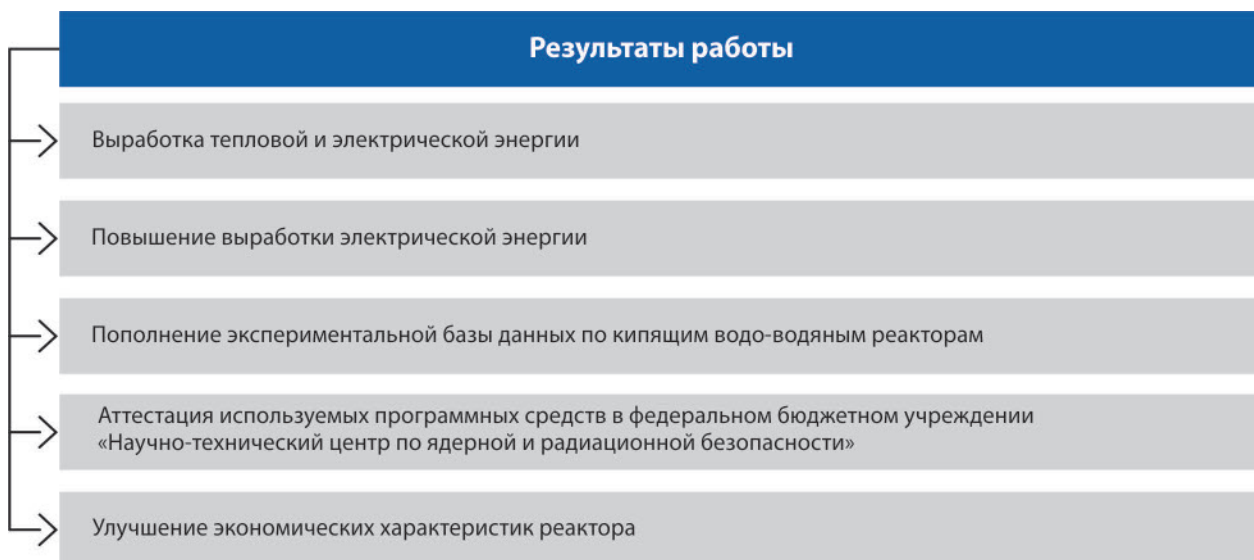 Результаты работы
Выработка тепловой и электрической энергии
Повышение выработки электрической энергии
Пополнение экспериментальной базы данных по кипящим водо-водяным реакторам
Аттестация используемых программных средств в федеральном бюджетном учреждении
«Научно-технический центр по ядерной и радиационной безопасности»
Улучшение экономических характеристик реактора